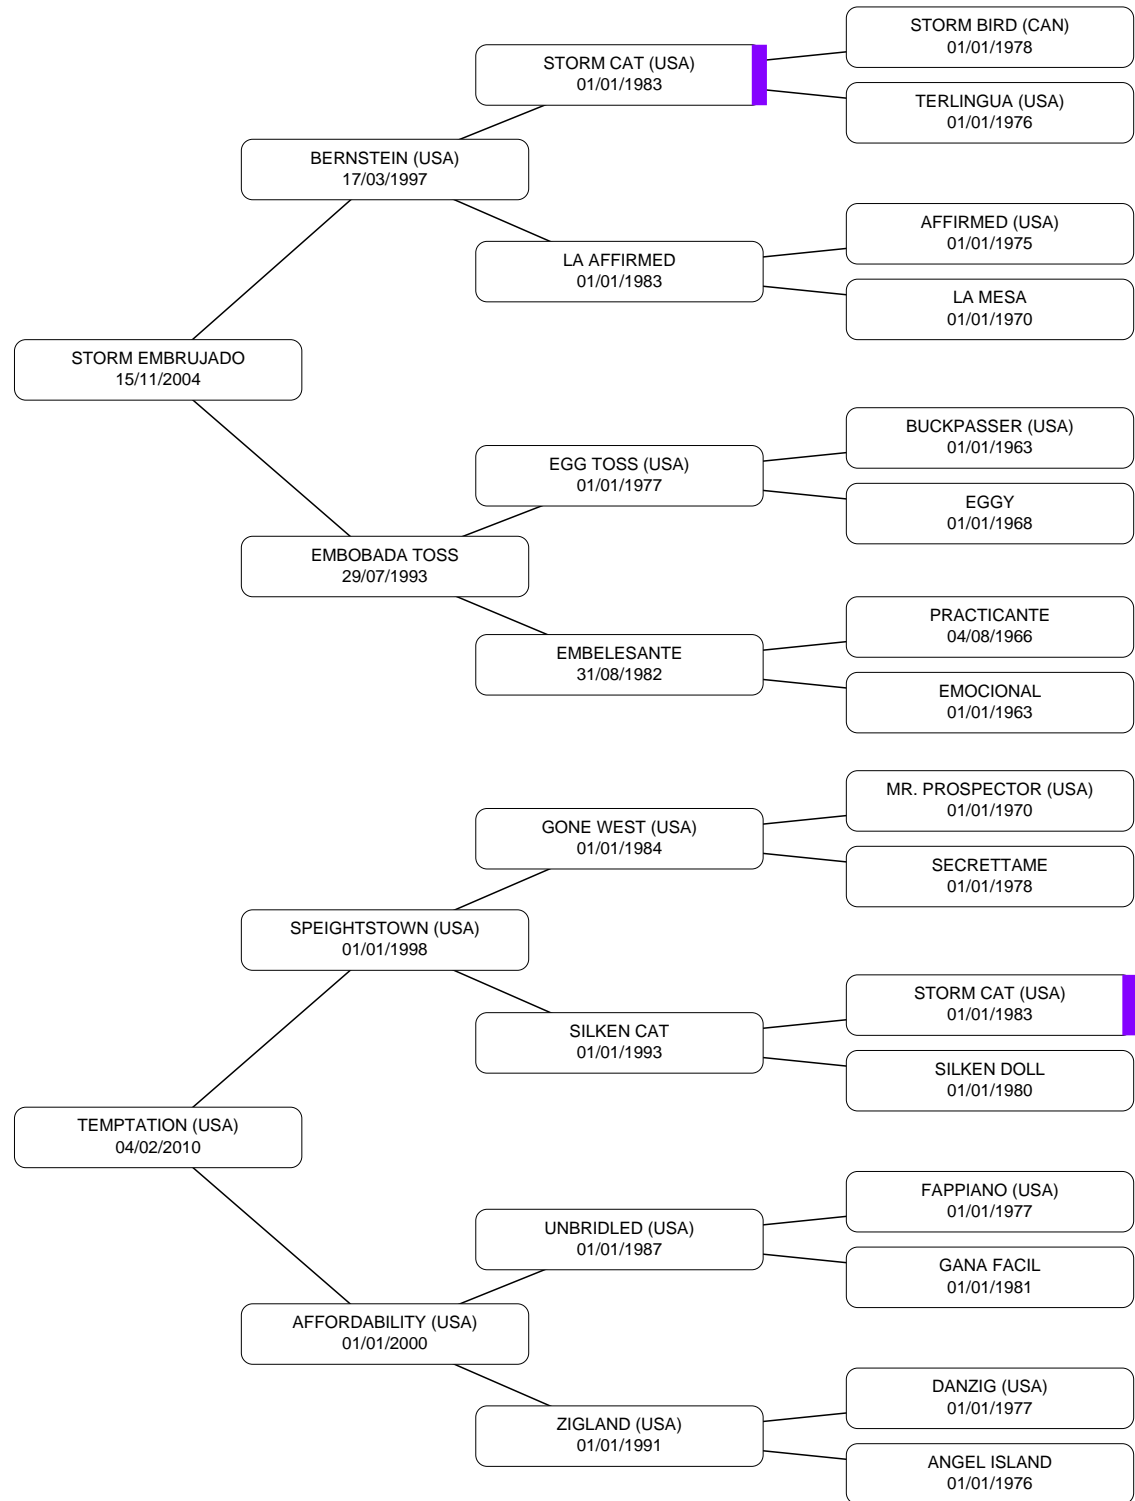 STORM BIRD (CAN)
01/01/1978
STORM CAT (USA)
01/01/1983
TERLINGUA (USA)
01/01/1976
BERNSTEIN (USA)
17/03/1997
AFFIRMED (USA)
01/01/1975
LA AFFIRMED
01/01/1983
LA MESA
01/01/1970
STORM EMBRUJADO
15/11/2004
BUCKPASSER (USA)
01/01/1963
EGG TOSS (USA)
01/01/1977
EGGY
01/01/1968
EMBOBADA TOSS
29/07/1993
PRACTICANTE
04/08/1966
EMBELESANTE
31/08/1982
EMOCIONAL
01/01/1963
MR. PROSPECTOR (USA)
01/01/1970
GONE WEST (USA)
01/01/1984
SECRETTAME
01/01/1978
SPEIGHTSTOWN (USA)
01/01/1998
STORM CAT (USA)
01/01/1983
SILKEN CAT
01/01/1993
SILKEN DOLL
01/01/1980
TEMPTATION (USA)
04/02/2010
FAPPIANO (USA)
01/01/1977
UNBRIDLED (USA)
01/01/1987
GANA FACIL
01/01/1981
AFFORDABILITY (USA)
01/01/2000
DANZIG (USA)
01/01/1977
ZIGLAND (USA)
01/01/1991
ANGEL ISLAND
01/01/1976